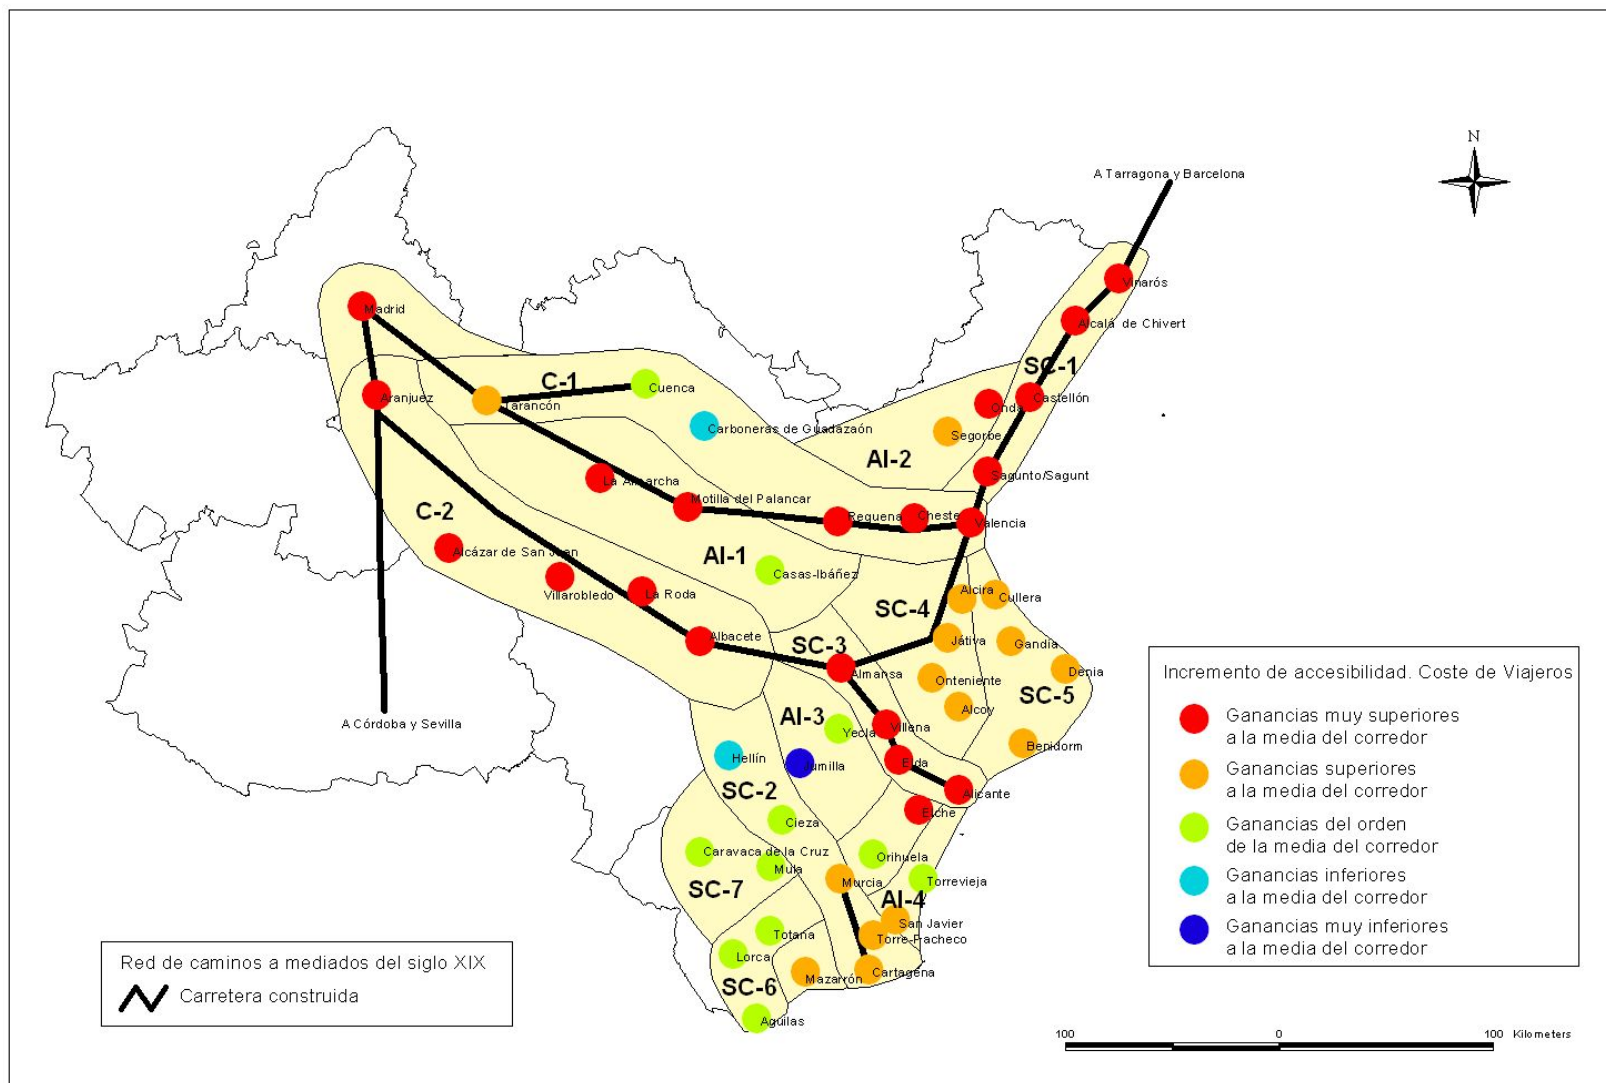 N
A Tarragona y Barcelona
Vinarós
Madrid
Alcalá de Chivert
SC-1
C-1
Cuenca
Aranjuez
Tarancón
Castellón
Onda
Carboneras de Guadazaón
Segorbe
AI-2
La Almarcha
Sagunto/Sagunt
Motilla del Palancar
C-2
Requena
Cheste
Valencia
Alcázar de San Juan
AI-1
Casas-Ibáñez
Villarobledo
La Roda
SC-4
Alcira
Cullera
Albacete
SC-3
Játiva
Gandia
Almansa
Onteniente
Denia
SC-5
Alcoy
A Córdoba y Sevilla
AI-3
Yecla
Villena
Benidorm
Hellín
Jumilla
Elda
SC-2
Alicante
Elche
Cieza
Caravaca de la Cruz
Mula
Orihuela
SC-7
Murcia
Torrevieja
AI-4
San Javier
Totana
Torre-Pacheco
Lorca
Mazarrón
Cartagena
SC-6
Aguilas
Incremento de accesibilidad. Coste de Viajeros
Ganancias muy superiores
a la media del corredor
Ganancias superiores
a la media del corredor
Ganancias del orden
de la media del corredor
Ganancias inferiores
a la media del corredor
Ganancias muy inferiores
a la media del corredor
Red de caminos a mediados del siglo XIX
Carretera construida
100 0 100 Kilometers